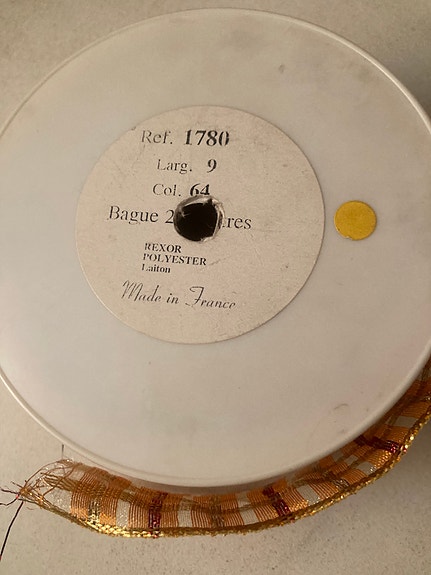 Ref. 1780
Larg. 9
Col. 64
Bague
REXOR
POLYESTER
Laiton
Made in France